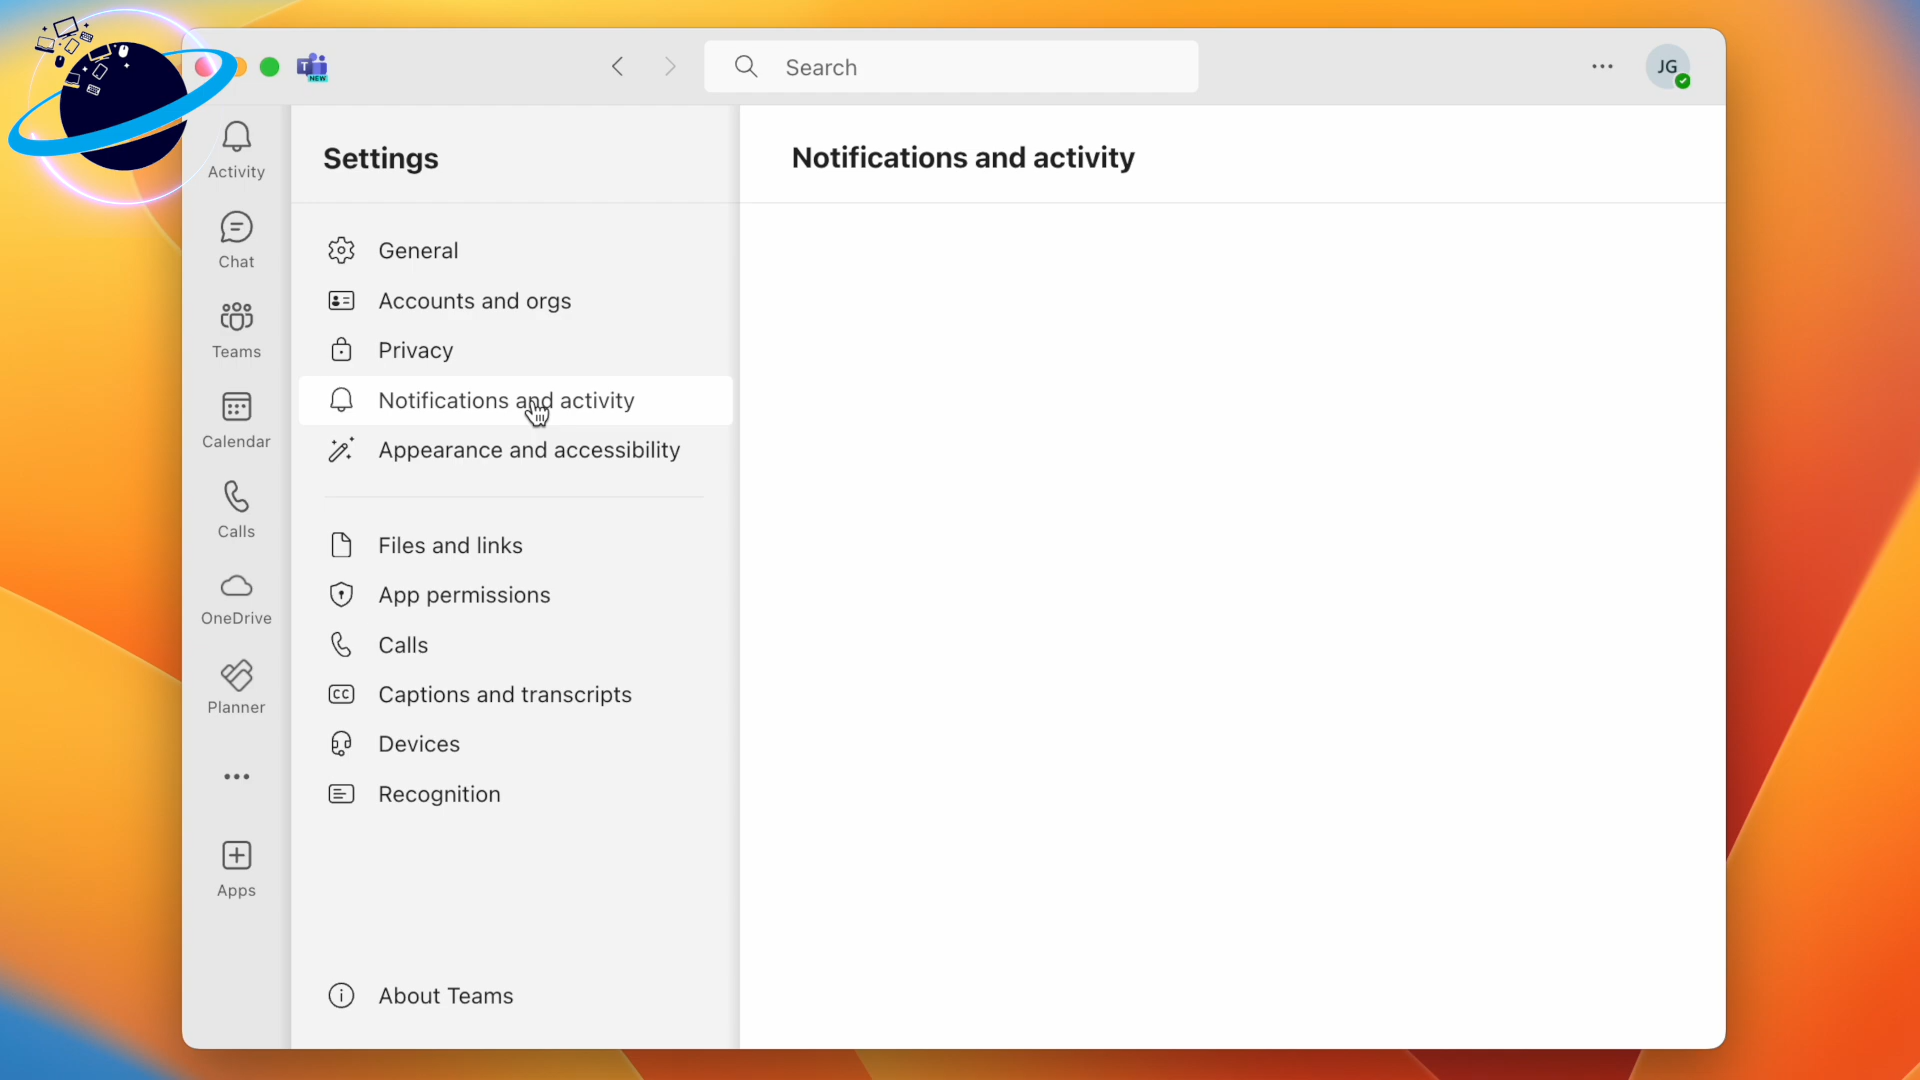 T
NEW
Search
JG
Activity
Chat
Teams
Calendar
Calls
OneDrive
Planner
Apps
Settings
General
Accounts and orgs
Privacy
Notifications and activity
Appearance and accessibility
Files and links
App permissions
Calls
CC
Captions and transcripts
Devices
Recognition
About Teams
Notifications and activity